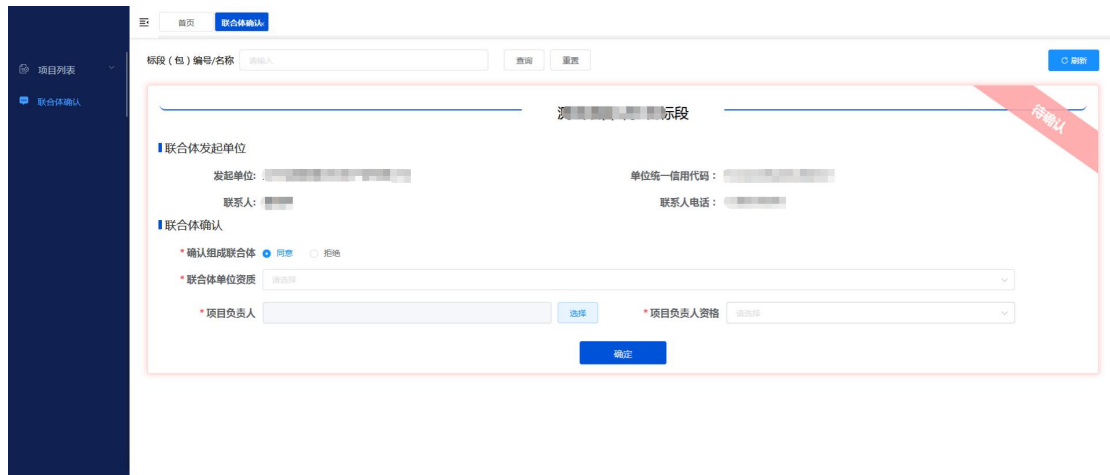 首页 联合体确认×
项目列表
联合体确认
标段（包）编号/名称 请输入 查询 重置 刷新
标段
待确认
联合体发起单位
发起单位: 单位统一信用代码：
联系人: 联系人电话：
联合体确认
*确认组成联合体 同意 拒绝
*联合体单位资质 请选择
*项目负责人 选择 *项目负责人资格 请选择
确定